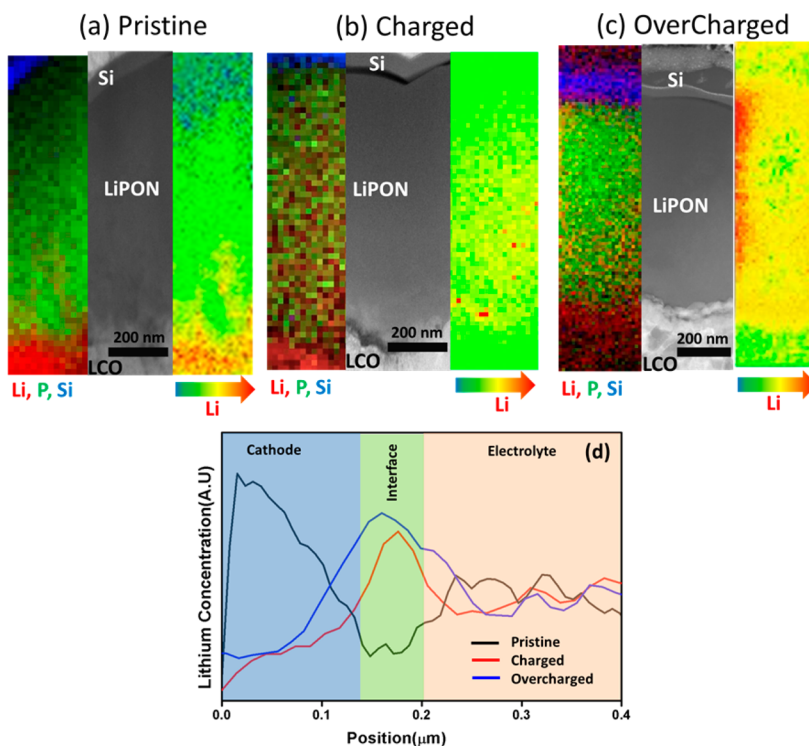 (a) Pristine
(b) Charged
(c) OverCharged
Si
LiPON
200 nm
LCO
Li, P, Si
Li
Si
LiPON
200 nm
LCO
Li, P, Si
Li
Si
LiPON
200 nm
LCO
Li, P, Si
Li
Cathode
Interface
Electrolyte
(d)
Lithium Concentration(A.U)
Pristine
Charged
Overcharged
0.0 0.1 0.2 0.3 0.4
Position(μm)